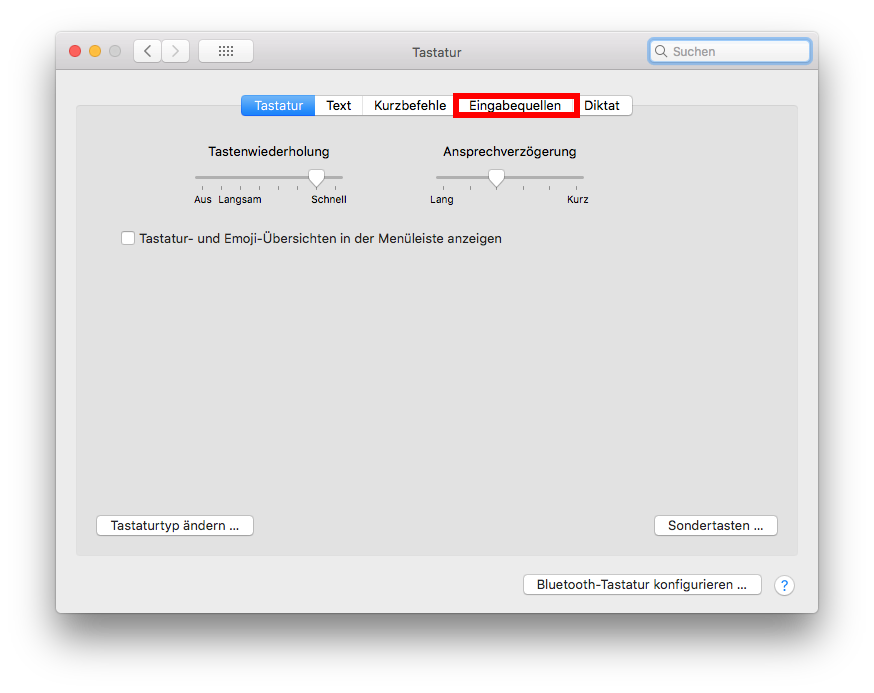 Tastatur
Suchen
Tastatur Text Kurzbefehle Eingabequellen Diktat
Tastenwiederholung Ansprechverzögerung
Aus Langsam Schnell Lang Kurz
Tastatur- und Emoji-Übersichten in der Menüleiste anzeigen
Tastaturtyp ändern ... Sondertasten ...
Bluetooth-Tastatur konfigurieren ... ?